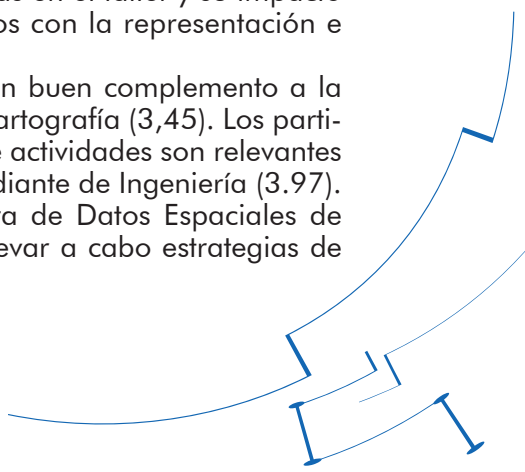 os con la representación e
n buen complemento a la
artografía (3,45). Los parti-
actividades son relevantes
diante de Ingeniería (3.97).
a de Datos Espaciales de
evar a cabo estrategias de